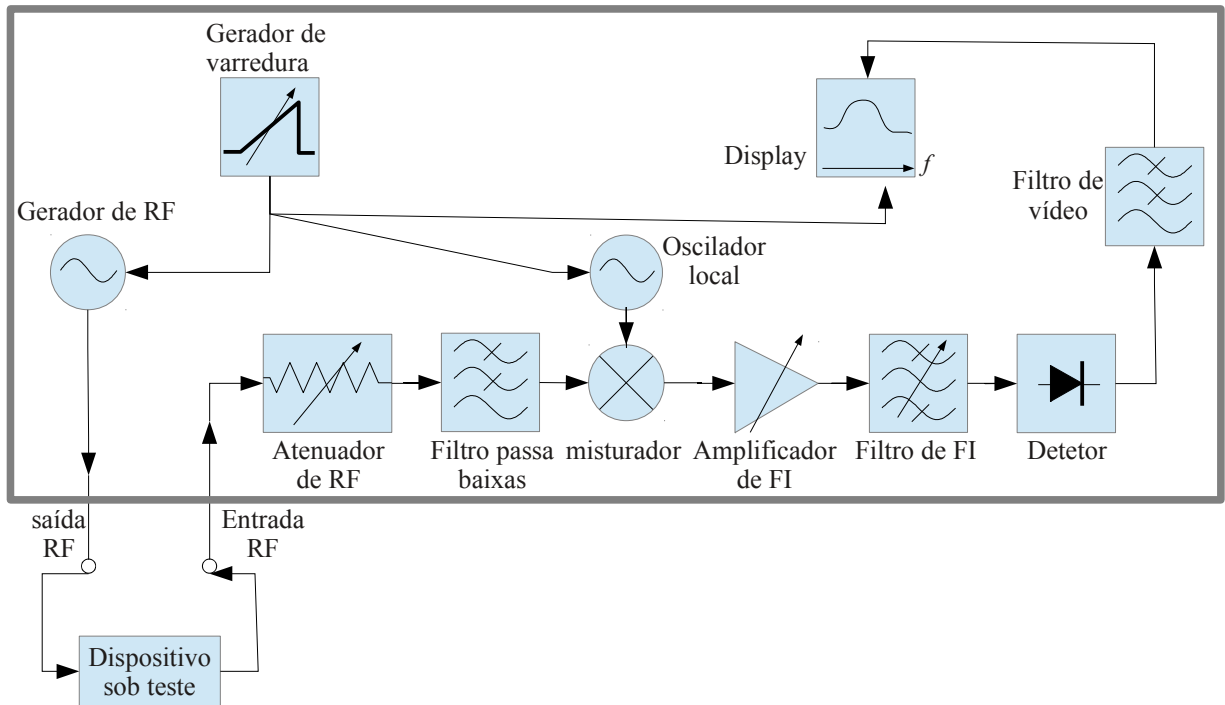 Gerador de
varredura
Display
f
Filtro de
vídeo
Gerador de RF
Oscilador
local
Atenuador
de RF
Filtro passa
baixas
misturador
Amplificador
de FI
Filtro de FI
Detetor
saída
RF
Entrada
RF
Dispositivo
sob teste